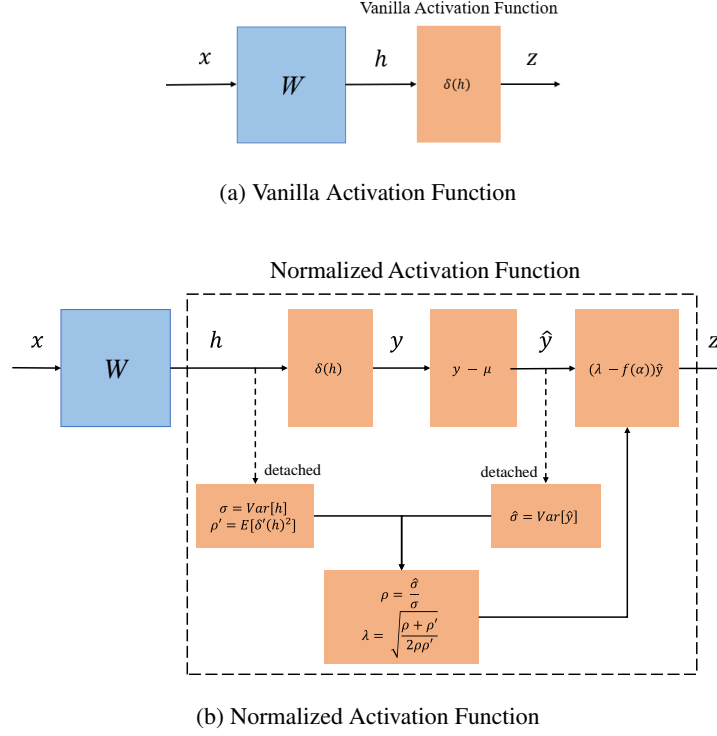 Vanilla Activation Function
x
W
h
δ(h)
z
(a) Vanilla Activation Function
Normalized Activation Function
x
W
h
δ(h)
y
y − μ
ŷ
(λ − f(α))ŷ
z
detached
detached
σ = Var[h]
ρ′ = E[δ′(h)²]
σ̂ = Var[ŷ]
ρ = σ̂/σ
λ = √((ρ + ρ′)/(2ρρ′))
(b) Normalized Activation Function